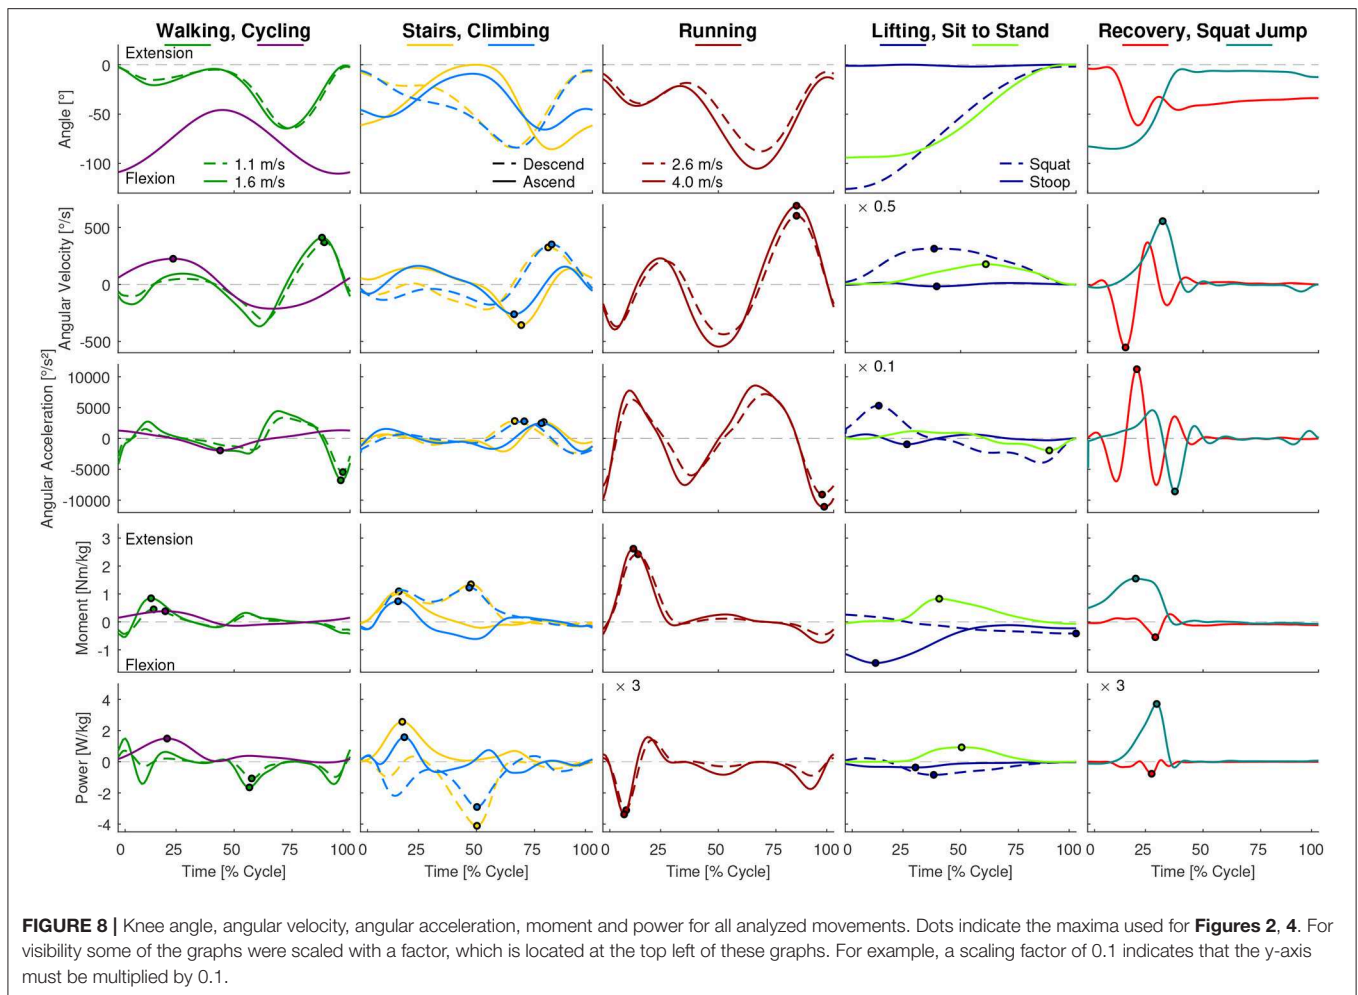 Walking, Cycling Stairs, Climbing Running Lifting, Sit to Stand Recovery, Squat Jump
Extension
0
-50
-100
Angle [°]
Flexion
1.1 m/s
1.6 m/s
Descend
Ascend
2.6 m/s
4.0 m/s
Squat
Stoop
500
0
-500
Angular Velocity [°/s]
× 0.5
10000
5000
0
-5000
-10000
Angular Acceleration [°/s²]
× 0.1
3
2
1
0
-1
Moment [Nm/kg]
Extension
Flexion
4
2
0
-2
-4
Power [W/kg]
× 3
× 3
0 25 50 75 100 0 25 50 75 100 0 25 50 75 100 0 25 50 75 100 0 25 50 75 100
Time [% Cycle] Time [% Cycle] Time [% Cycle] Time [% Cycle] Time [% Cycle]
FIGURE 8 | Knee angle, angular velocity, angular acceleration, moment and power for all analyzed movements. Dots indicate the maxima used for Figures 2, 4. For
visibility some of the graphs were scaled with a factor, which is located at the top left of these graphs. For example, a scaling factor of 0.1 indicates that the y-axis
must be multiplied by 0.1.